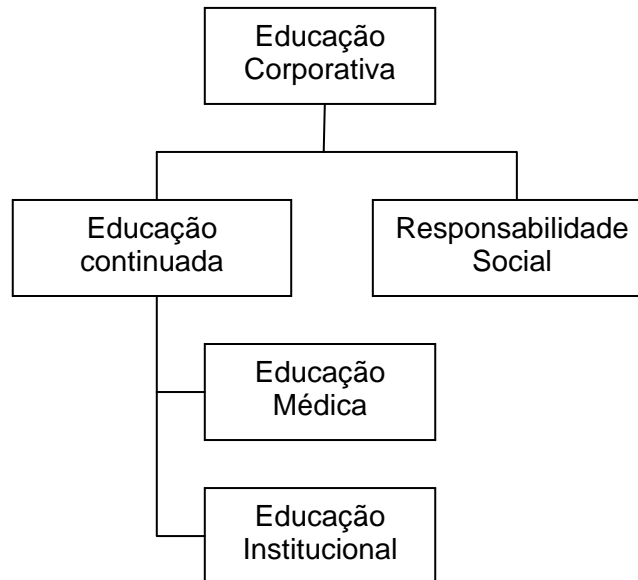 Educação
Corporativa
Educação
continuada
Responsabilidade
Social
Educação
Médica
Educação
Institucional